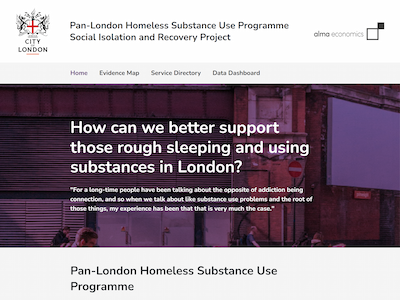 Pan-London Homeless Substance Use Programme
Social Isolation and Recovery Project
CITY
OF
LONDON
alma economics
Home
Evidence Map
Service Directory
Data Dashboard
How can we better support
those rough sleeping and using
substances in London?
"For a long-time people have been talking about the opposite of addiction being
connection, and so when we talk about like substance use problems and the root of
those things, my experience has been that that is very much the case."
Pan-London Homeless Substance Use
Programme